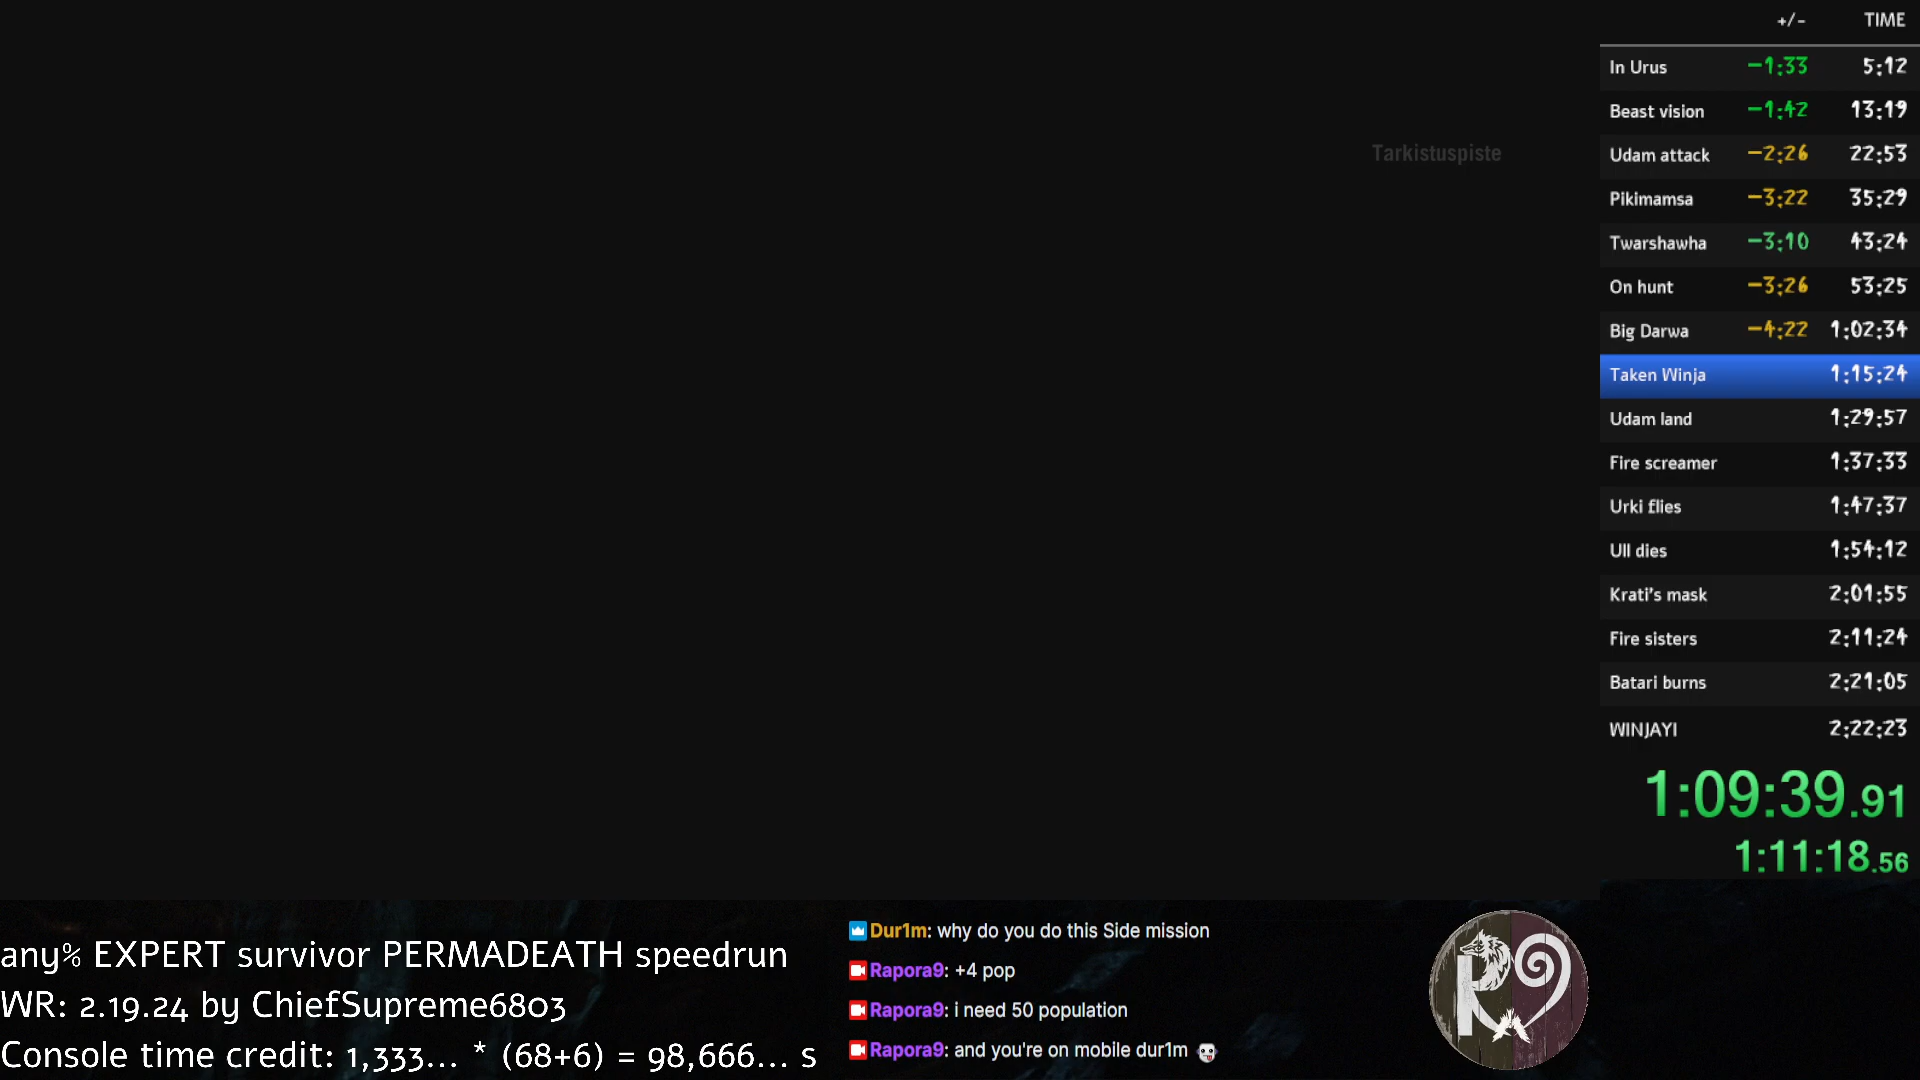 +/- TIME
In Urus −1:33 5:12
Beast vision −1:42 13:19
Udam attack −2:26 22:53
Pikimamsa −3:22 35:29
Twarshawha −3:10 43:24
On hunt −3:26 53:25
Big Darwa −4:22 1:02:34
Taken Winja 1:15:24
Udam land 1:29:57
Fire screamer 1:37:33
Urki flies 1:47:37
Ull dies 1:54:12
Krati's mask 2:01:55
Fire sisters 2:11:24
Batari burns 2:21:05
WINJAYI 2:22:23
1:09:39.91
1:11:18.56
Tarkistuspiste
any% EXPERT survivor PERMADEATH speedrun
WR: 2.19.24 by ChiefSupreme6803
Console time credit: 1,333... * (68+6) = 98,666... s
Dur1m: why do you do this Side mission
Rapora9: +4 pop
Rapora9: i need 50 population
Rapora9: and you're on mobile dur1m
R9